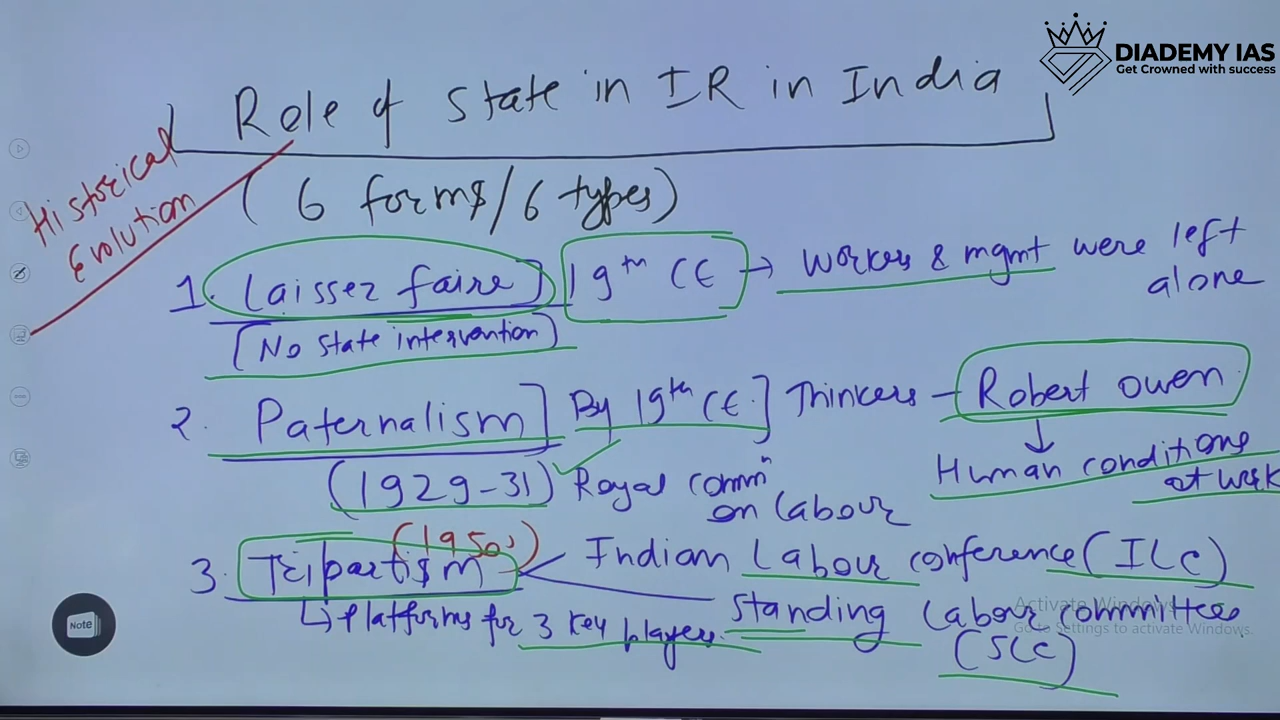 DIADEMY IAS
Get Crowned with success
Role of State in IR in India
Historical Evolution
(6 forms/6 types)
1. Laissez faire] 19th CE → Workers & mgmt were left alone
[No state intervention]
2. Paternalism] By 19th CE] Thinkers - Robert Owen
Human conditions at work
(1929-31) Royal commn on Labour
3. Tripartism (1950s) Indian Labour conference (ILC)
↳ Platforms for 3 key players. Standing Labour Committees (SLC)
Activate Windows
Go to Settings to activate Windows.
Note